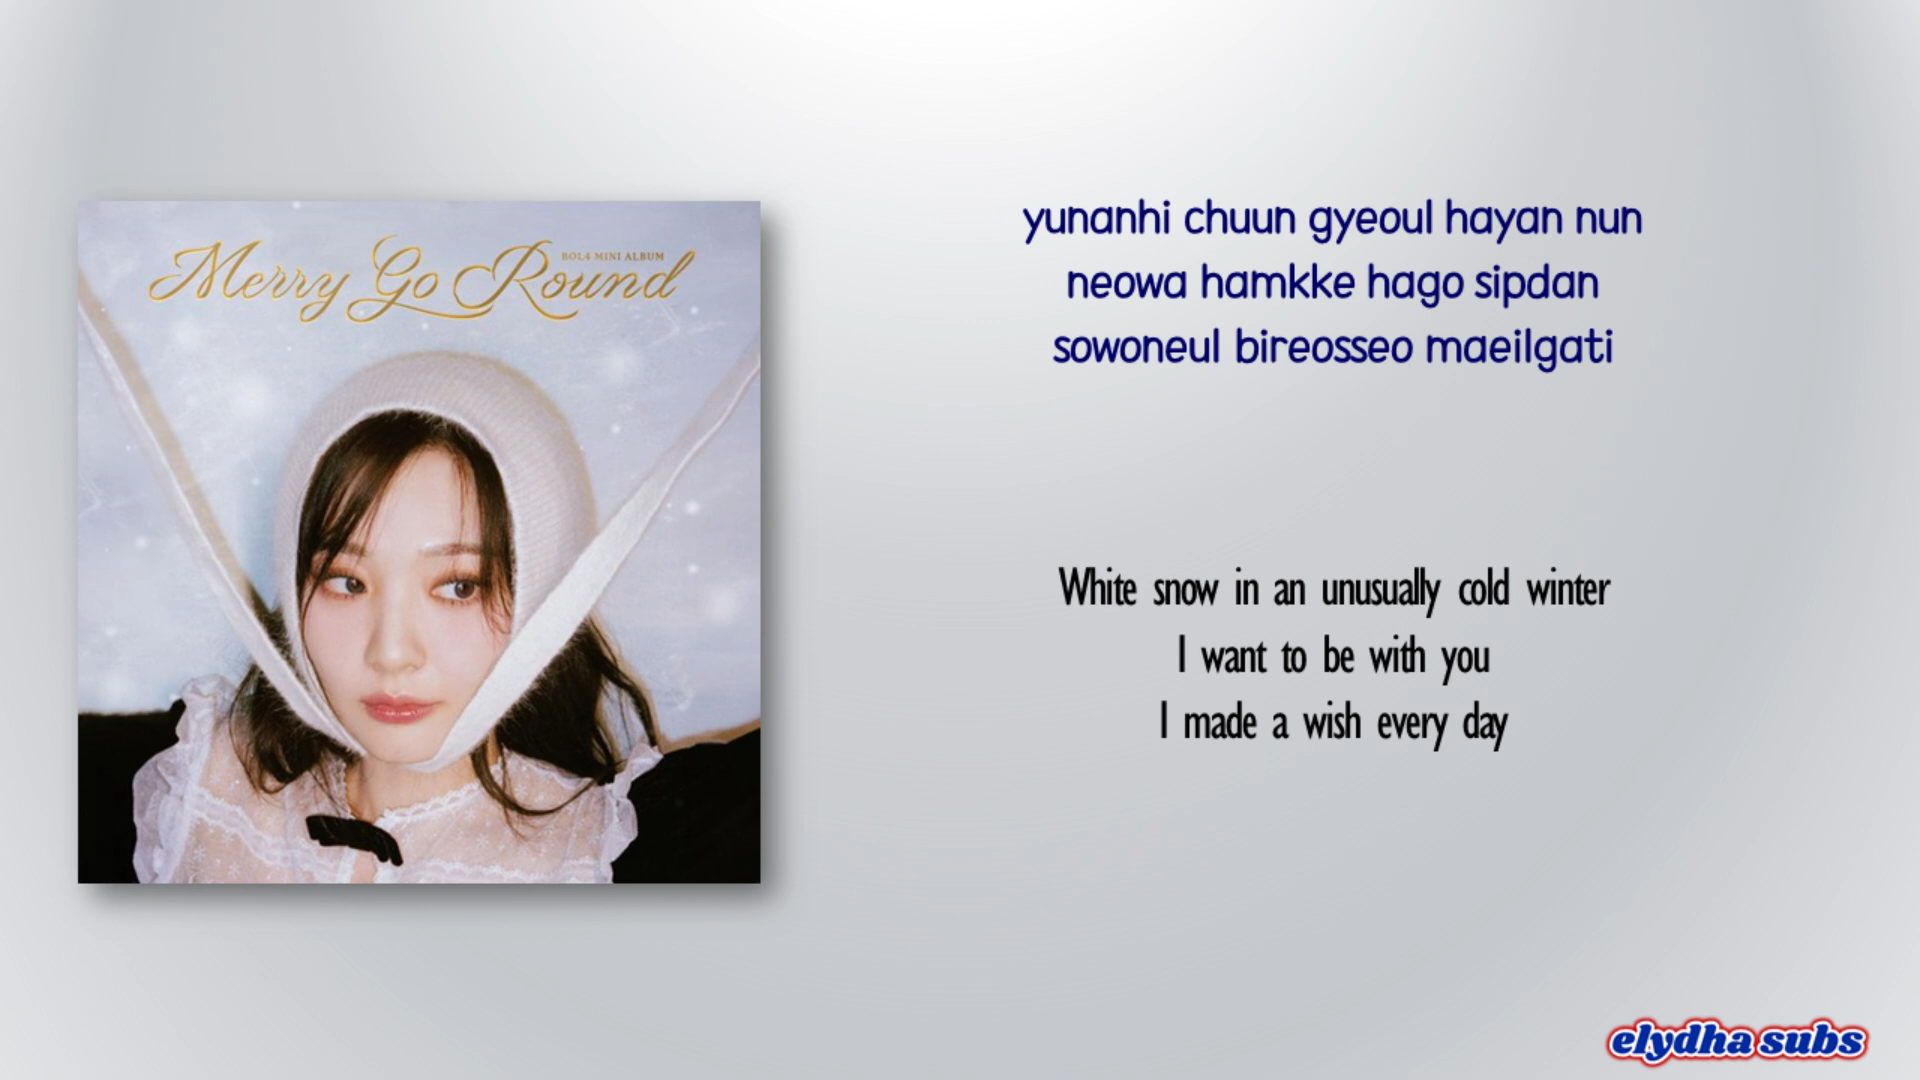 Merry Go Round
BOL4 MINI ALBUM
yunanhi chuun gyeoul hayan nun
neowa hamkke hago sipdan
sowoneul bireosseo maeilgati
White snow in an unusually cold winter
I want to be with you
I made a wish every day
elydha subs